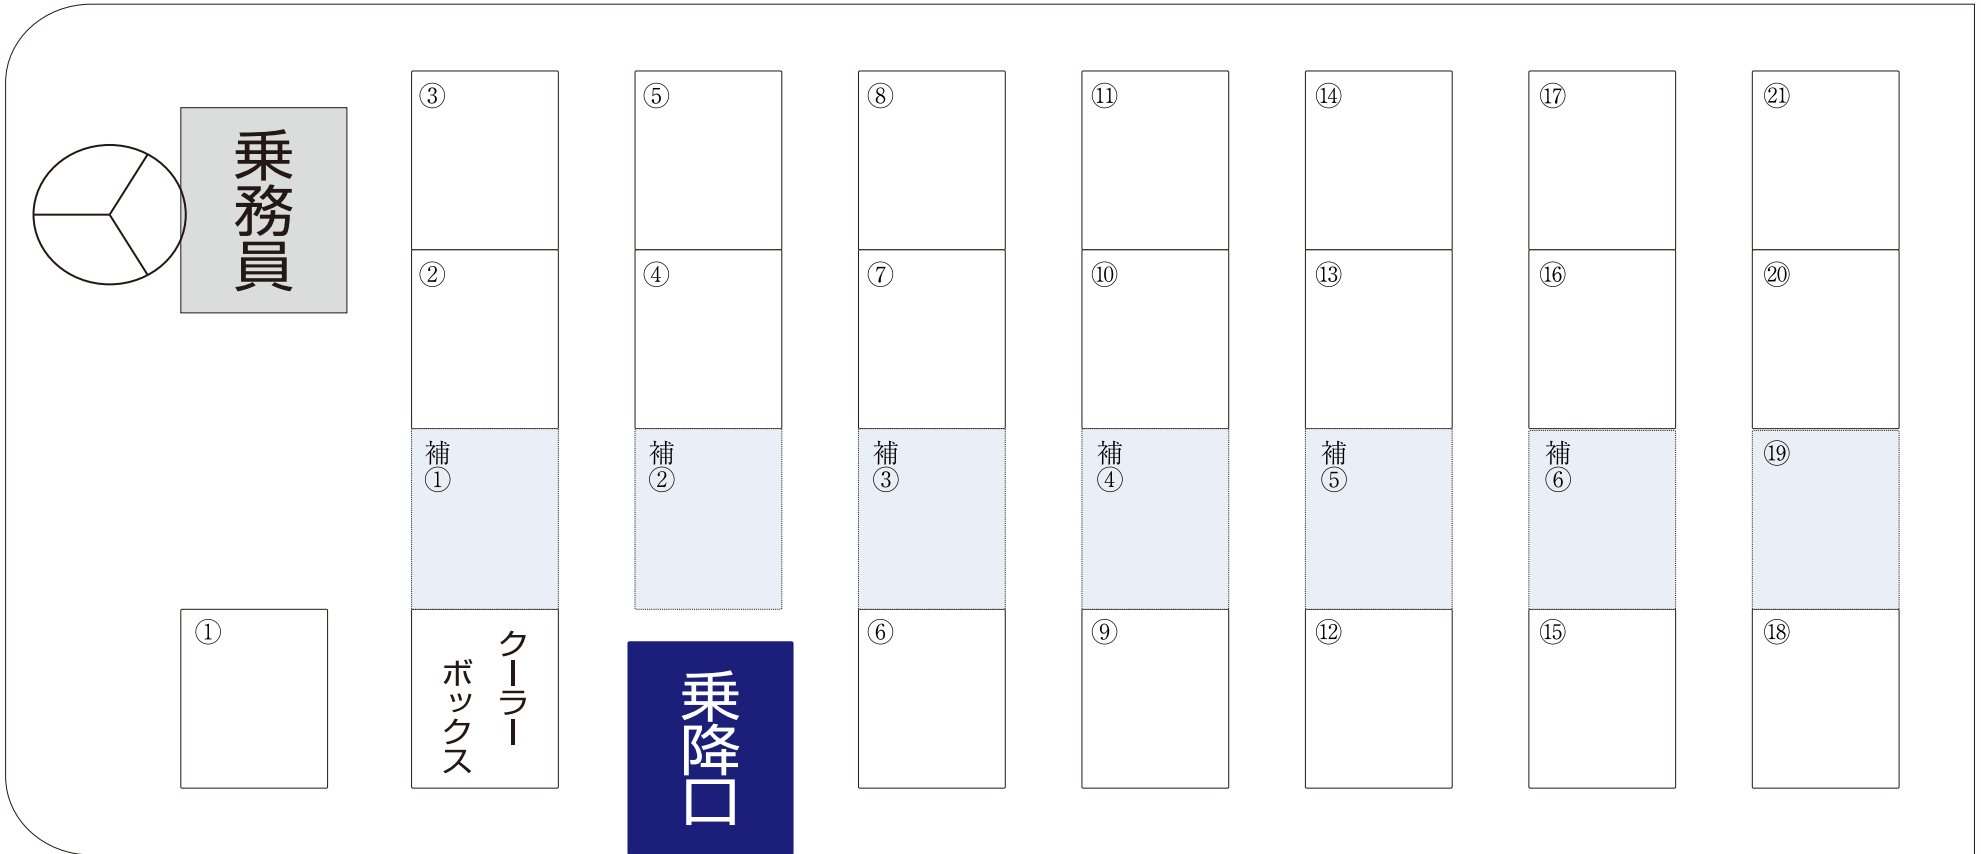 ③
⑤
⑧
⑪
⑭
⑰
㉑
乗務員
②
④
⑦
⑩
⑬
⑯
⑳
補①
補②
補③
補④
補⑤
補⑥
⑲
①
クーラー
ボックス
乗降口
⑥
⑨
⑫
⑮
⑱